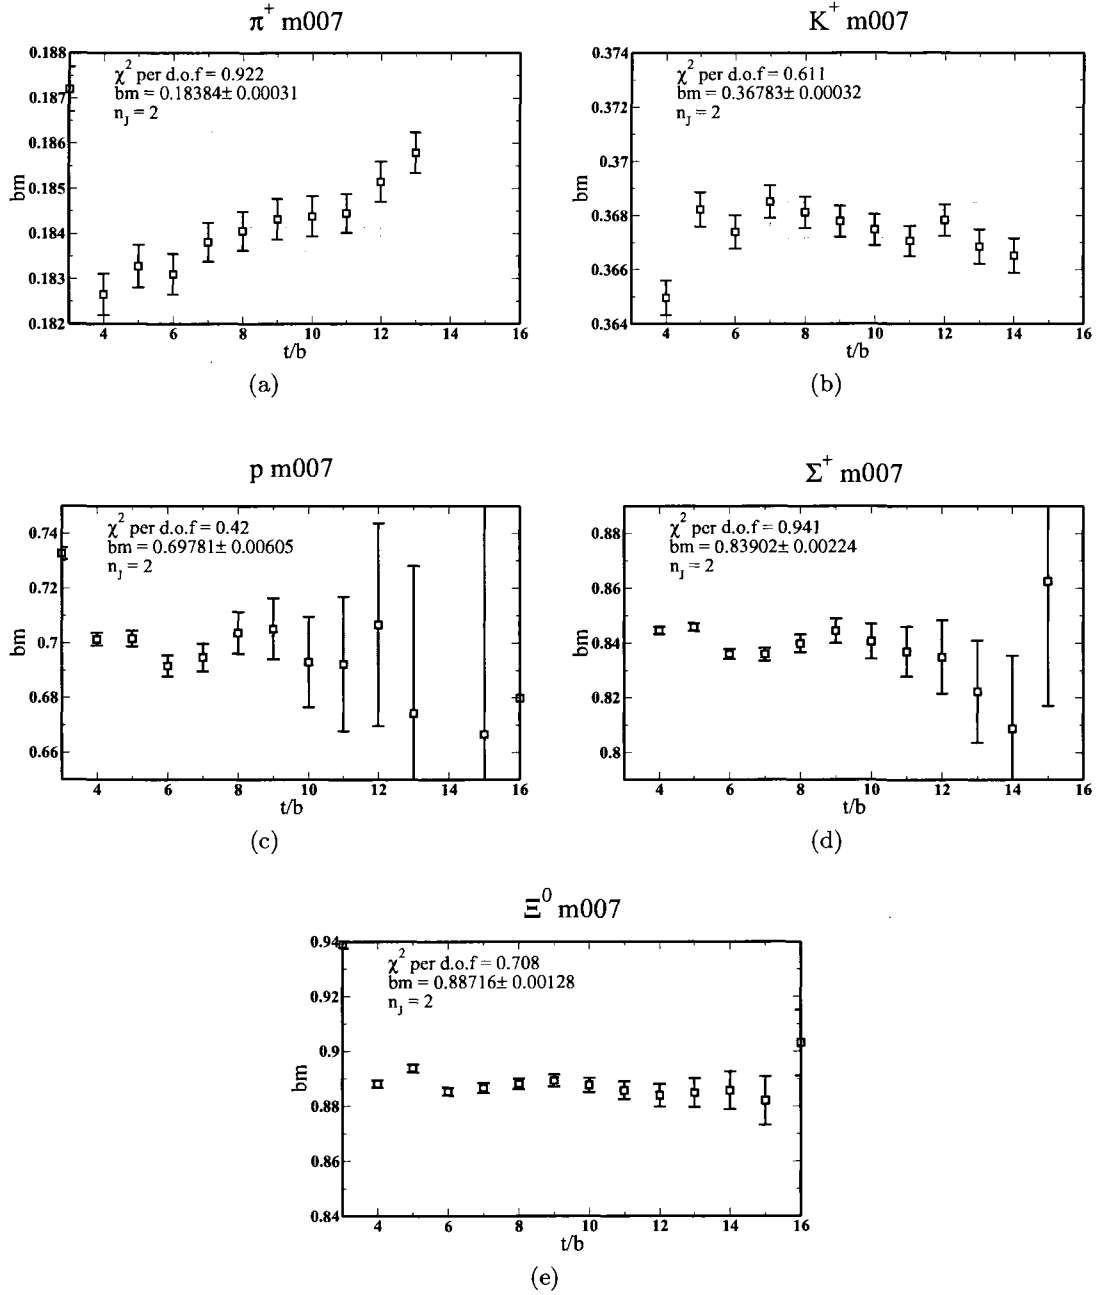 π⁺ m007
0.188
0.187
0.186
0.185
0.184
0.183
0.182
bm
χ² per d.o.f = 0.922
bm = 0.18384± 0.00031
n_J = 2
4 6 8 10 12 14 16
t/b
(a)
K⁺ m007
0.374
0.372
0.37
0.368
0.366
0.364
bm
χ² per d.o.f = 0.611
bm = 0.36783± 0.00032
n_J = 2
4 6 8 10 12 14 16
t/b
(b)
p m007
0.74
0.72
0.7
0.68
0.66
bm
χ² per d.o.f = 0.42
bm = 0.69781± 0.00605
n_J = 2
4 6 8 10 12 14 16
t/b
(c)
Σ⁺ m007
0.88
0.86
0.84
0.82
0.8
bm
χ² per d.o.f = 0.941
bm = 0.83902± 0.00224
n_J = 2
4 6 8 10 12 14 16
t/b
(d)
Ξ⁰ m007
0.94
0.92
0.9
0.88
0.86
0.84
bm
χ² per d.o.f = 0.708
bm = 0.88716± 0.00128
n_J = 2
4 6 8 10 12 14 16
t/b
(e)